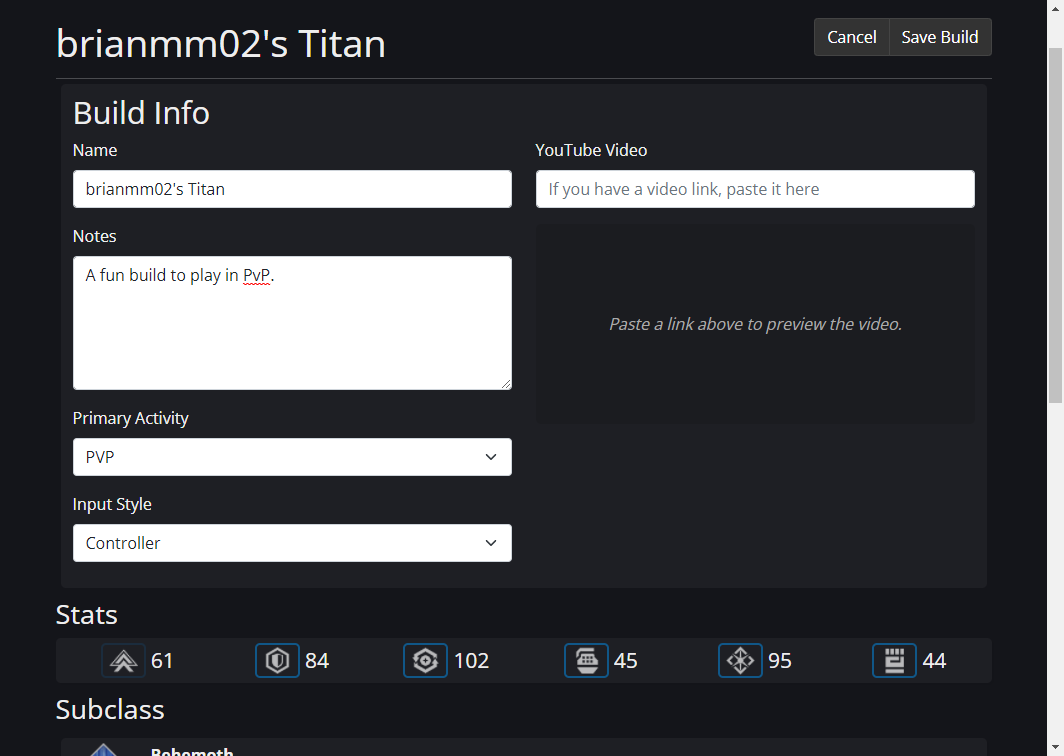 brianmm02's Titan
Cancel
Save Build
Build Info
Name
YouTube Video
brianmm02's Titan
If you have a video link, paste it here
Notes
A fun build to play in PvP.
Paste a link above to preview the video.
Primary Activity
PVP
Input Style
Controller
Stats
61 84 102 45 95 44
Subclass
Behemoth